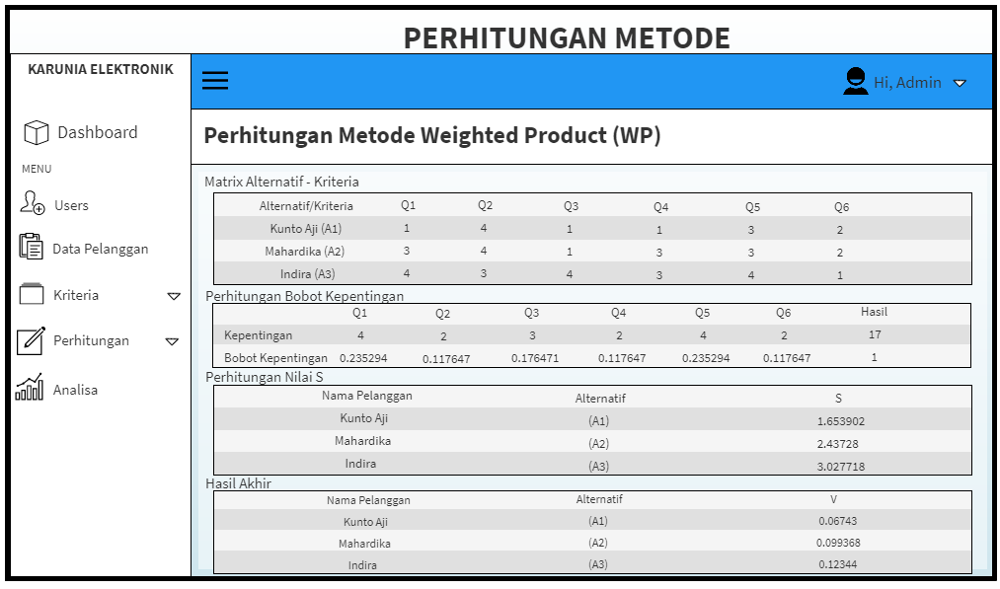 PERHITUNGAN METODE
KARUNIA ELEKTRONIK
Hi, Admin
Dashboard
MENU
Users
Data Pelanggan
Kriteria
Perhitungan
Analisa
Perhitungan Metode Weighted Product (WP)
Matrix Alternatif - Kriteria
Alternatif/Kriteria Q1 Q2 Q3 Q4 Q5 Q6
Kunto Aji (A1) 1 4 1 1 3 2
Mahardika (A2) 3 4 1 3 3 2
Indira (A3) 4 3 4 3 4 1
Perhitungan Bobot Kepentingan
Q1 Q2 Q3 Q4 Q5 Q6 Hasil
Kepentingan 4 2 3 2 4 2 17
Bobot Kepentingan 0.235294 0.117647 0.176471 0.117647 0.235294 0.117647 1
Perhitungan Nilai S
Nama Pelanggan Alternatif S
Kunto Aji (A1) 1.653902
Mahardika (A2) 2.43728
Indira (A3) 3.027718
Hasil Akhir
Nama Pelanggan Alternatif V
Kunto Aji (A1) 0.06743
Mahardika (A2) 0.099368
Indira (A3) 0.12344